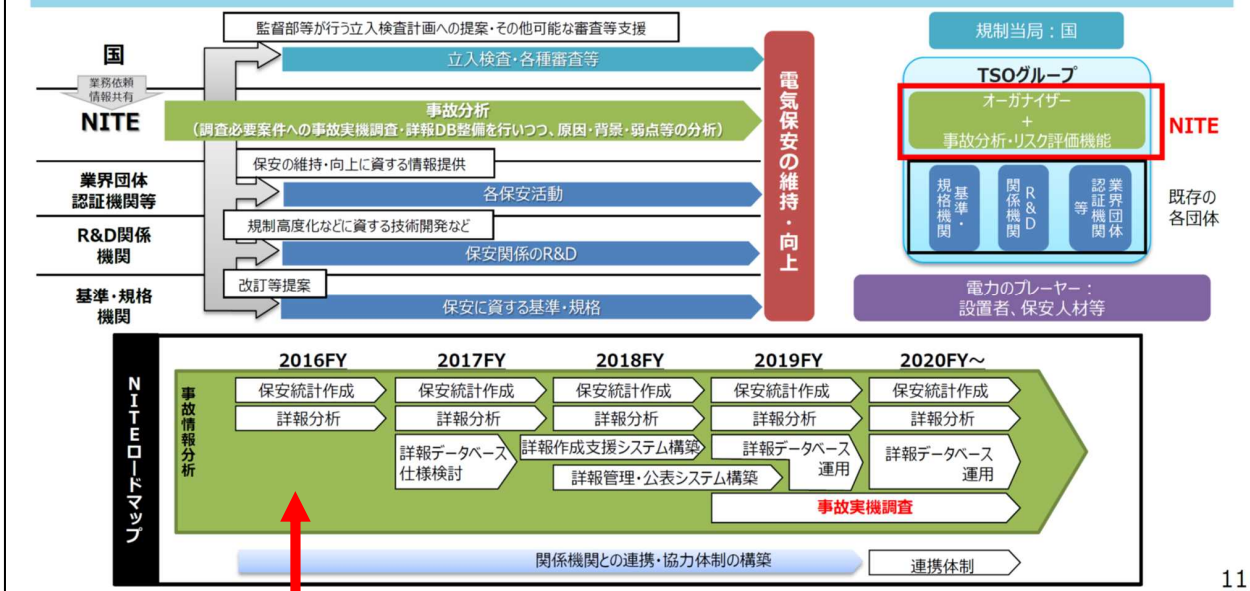 監督部等が行う立入検査計画への提案・その他可能な審査等支援
国
立入検査・各種審査等
業務依頼
情報共有
NITE
事故分析
（調査必要案件への事故実機調査・詳報DB整備を行いつつ、原因・背景・弱点等の分析）
保安の維持・向上に資する情報提供
業界団体
認証機関等
各保安活動
規制高度化などに資する技術開発など
R&D関係
機関
保安関係のR&D
改訂等提案
基準・規格
機関
保安に資する基準・規格
電気保安の維持・向上
規制当局：国
TSOグループ
オーガナイザー
+
事故分析・リスク評価機能
NITE
基準・
規格機関
R&D
関係機関
業界団体
認証機関
等
既存の
各団体
電力のプレーヤー：
設置者、保安人材等
NITEロードマップ
事故情報分析
2016FY
2017FY
2018FY
2019FY
2020FY～
保安統計作成
保安統計作成
保安統計作成
保安統計作成
保安統計作成
詳報分析
詳報分析
詳報分析
詳報分析
詳報分析
詳報データベース
仕様検討
詳報作成支援システム構築
詳報管理・公表システム構築
詳報データベース
運用
詳報データベース
運用
事故実機調査
関係機関との連携・協力体制の構築
連携体制
11